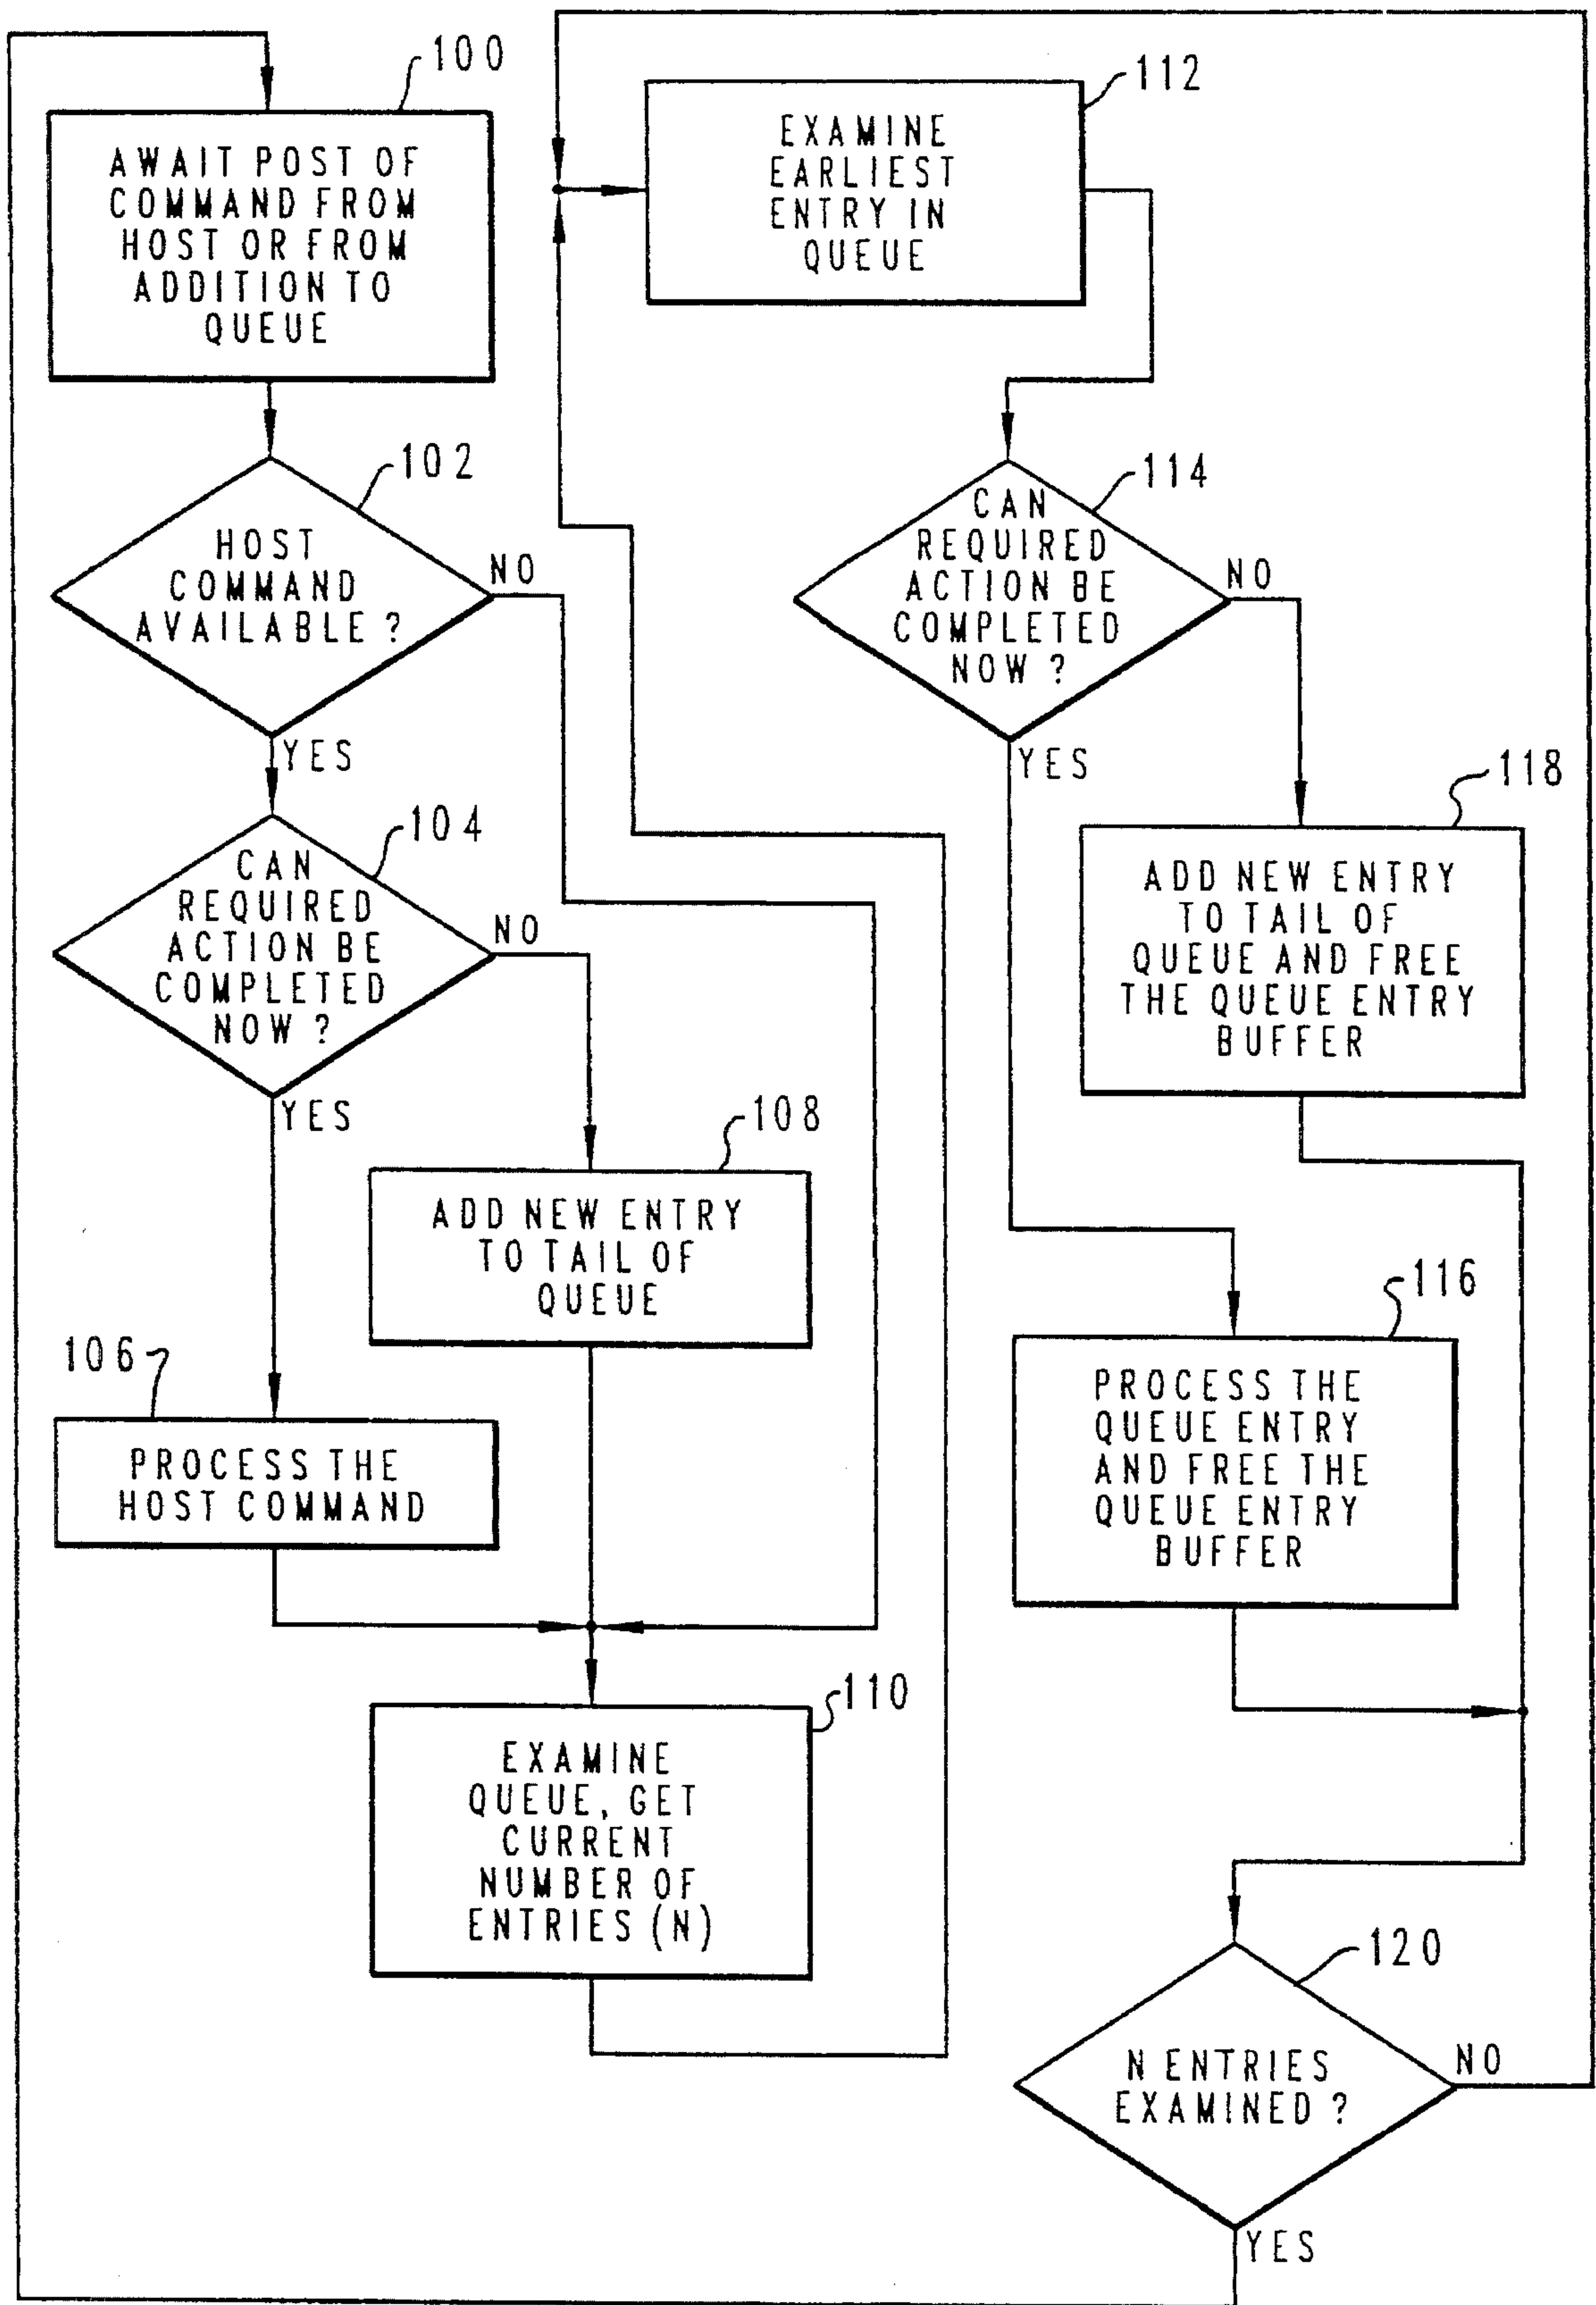 100
AWAIT POST OF
COMMAND FROM
HOST OR FROM
ADDITION TO
QUEUE
102
HOST
COMMAND
AVAILABLE ?
NO
YES
104
CAN
REQUIRED
ACTION BE
COMPLETED
NOW ?
NO
YES
108
ADD NEW ENTRY
TO TAIL OF
QUEUE
106
PROCESS THE
HOST COMMAND
110
EXAMINE
QUEUE, GET
CURRENT
NUMBER OF
ENTRIES (N)
112
EXAMINE
EARLIEST
ENTRY IN
QUEUE
114
CAN
REQUIRED
ACTION BE
COMPLETED
NOW ?
NO
YES
118
ADD NEW ENTRY
TO TAIL OF
QUEUE AND FREE
THE QUEUE ENTRY
BUFFER
116
PROCESS THE
QUEUE ENTRY
AND FREE THE
QUEUE ENTRY
BUFFER
120
N ENTRIES
EXAMINED ?
NO
YES